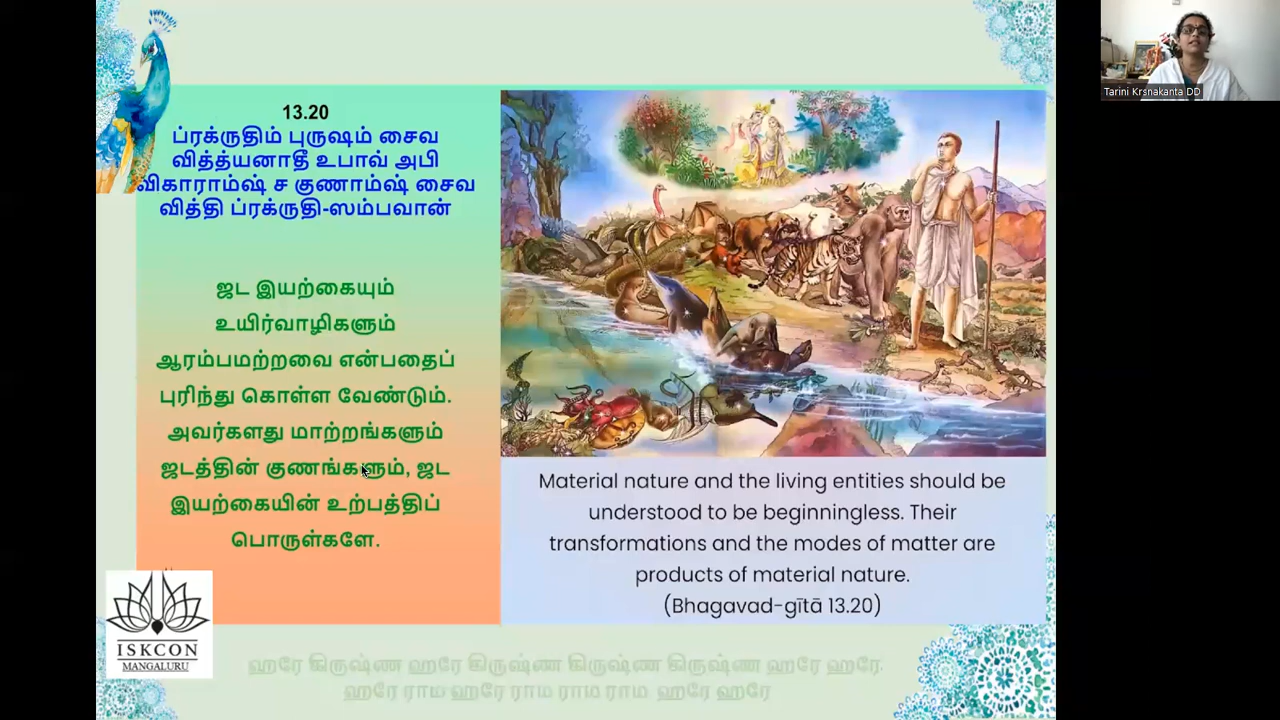 13.20
ப்ரக்ருதிம் புருஷம் சைவ
வித்த்யனாதீ உபாவ் அபி
விகாராம்ஷ் ச குணாம்ஷ் சைவ
வித்தி ப்ரக்ருதி-ஸம்பவான்
ஜட இயற்கையும்
உயிர்வாழிகளும்
ஆரம்பமற்றவை என்பதைப்
புரிந்து கொள்ள வேண்டும்.
அவர்களது மாற்றங்களும்
ஜடத்தின் குணங்களும், ஜட
இயற்கையின் உற்பத்திப்
பொருள்களே.
Material nature and the living entities should be
understood to be beginningless. Their
transformations and the modes of matter are
products of material nature.
(Bhagavad-gītā 13.20)
ISKCON
MANGALURU
ஹரே கிருஷ்ண ஹரே கிருஷ்ண கிருஷ்ண கிருஷ்ண ஹரே ஹரே
ஹரே ராம ஹரே ராம ராம ராம ஹரே ஹரே
Tarini Krsnakanta DD